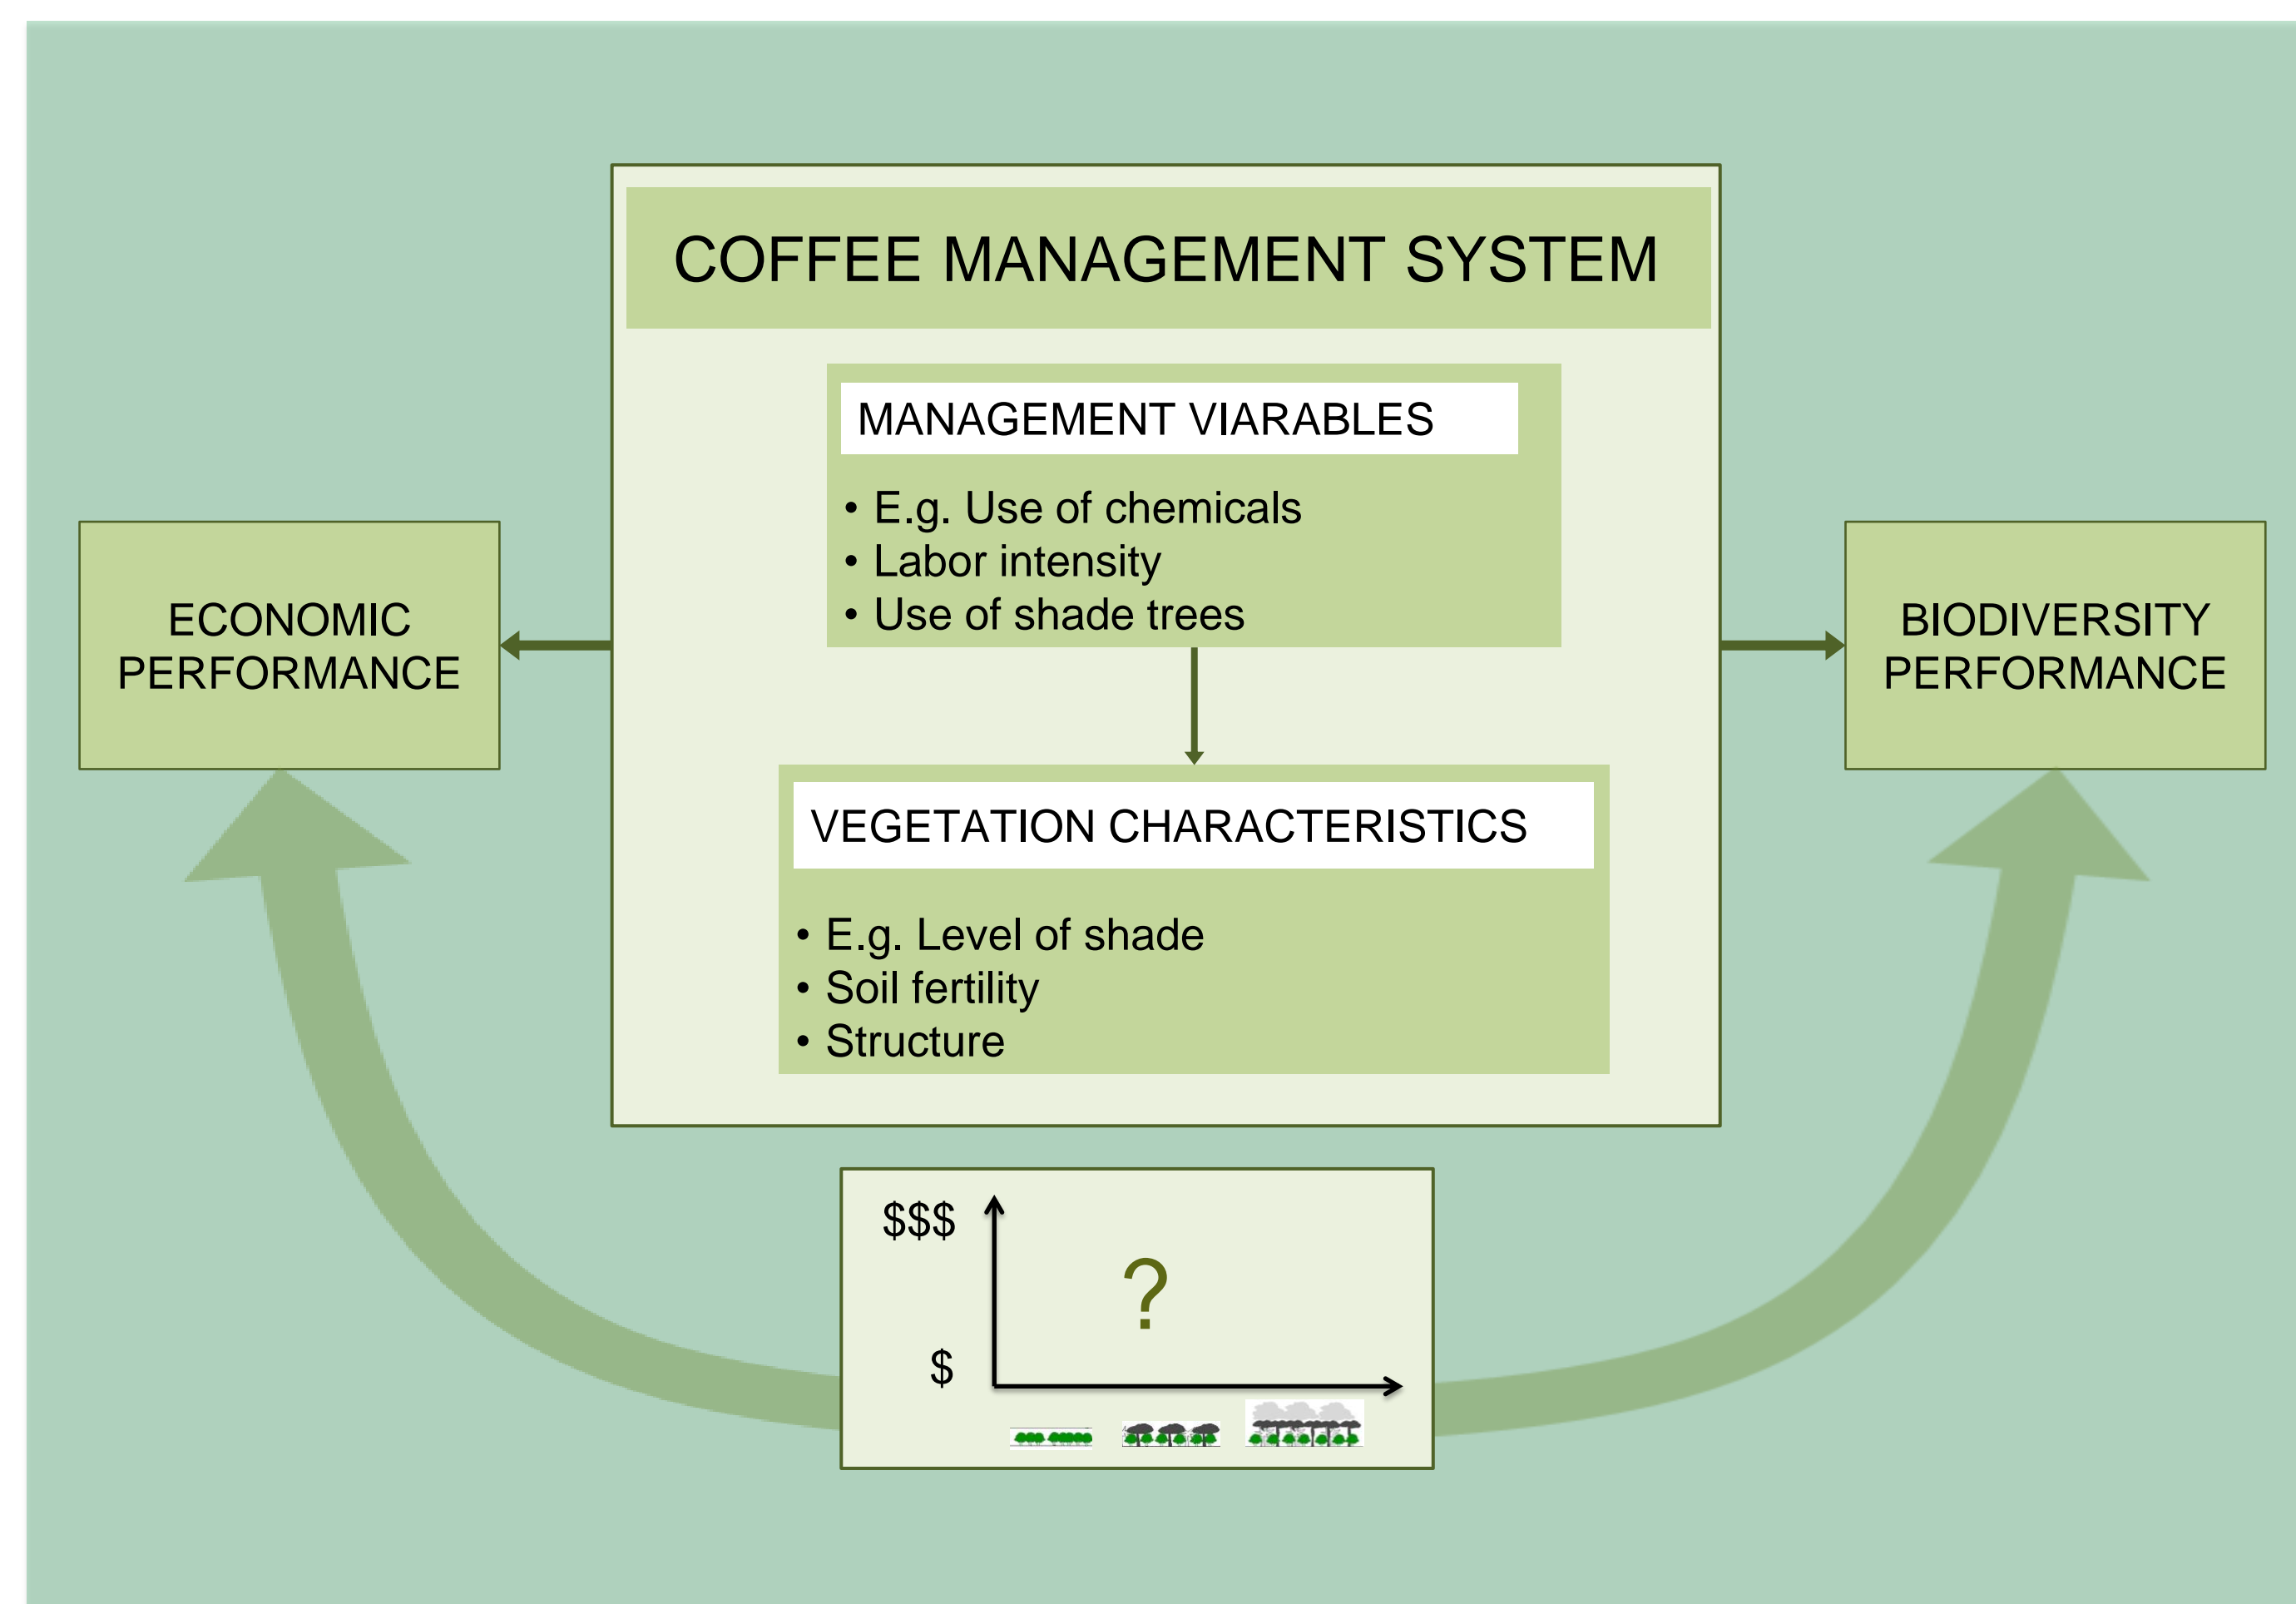 COFFEE MANAGEMENT SYSTEM
MANAGEMENT VIARABLES
• E.g. Use of chemicals
• Labor intensity
• Use of shade trees
ECONOMIC
PERFORMANCE
BIODIVERSITY
PERFORMANCE
VEGETATION CHARACTERISTICS
• E.g. Level of shade
• Soil fertility
• Structure
$$$
?
$